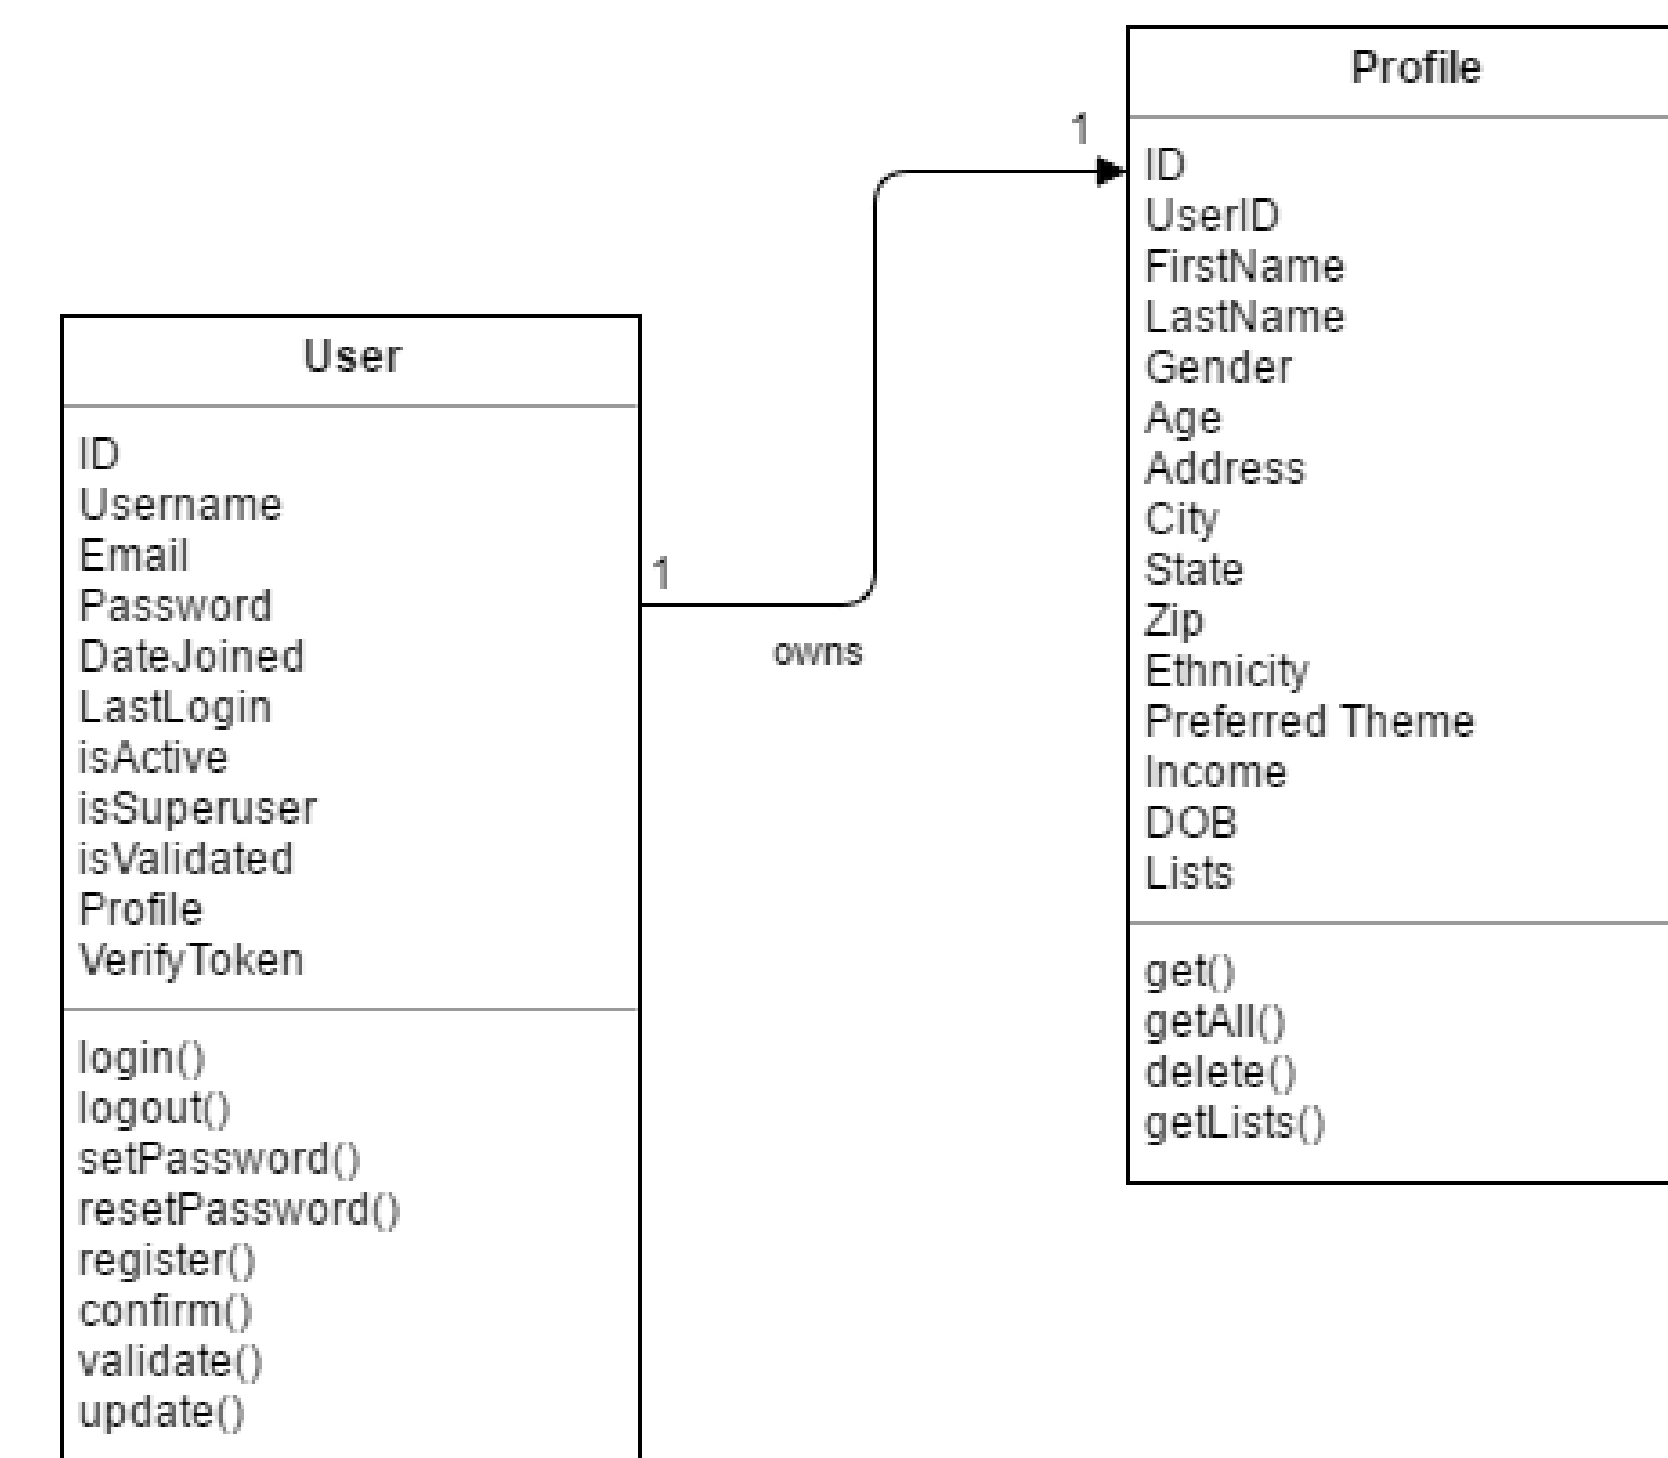 Profile
1
ID
UserID
FirstName
LastName
Gender
Age
Address
City
State
Zip
Ethnicity
Preferred Theme
Income
DOB
Lists
get()
getAll()
delete()
getLists()
User
ID
Username
Email
Password
DateJoined
LastLogin
isActive
isSuperuser
isValidated
Profile
VerifyToken
login()
logout()
setPassword()
resetPassword()
register()
confirm()
validate()
update()
1
owns